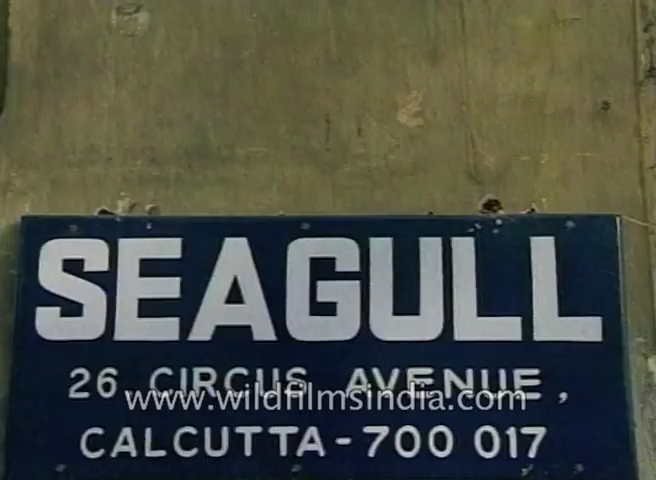 SEAGULL
26 CIRCUS AVENUE,
www.wildfilmsindia.com
CALCUTTA-700 017